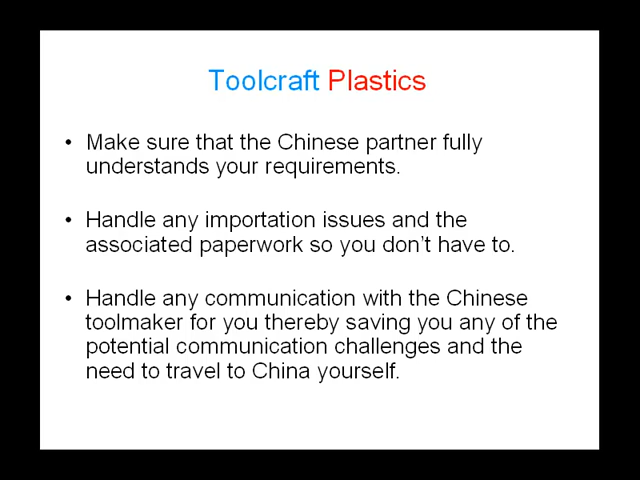 Toolcraft Plastics
• Make sure that the Chinese partner fully
understands your requirements.
• Handle any importation issues and the
associated paperwork so you don't have to.
• Handle any communication with the Chinese
toolmaker for you thereby saving you any of the
potential communication challenges and the
need to travel to China yourself.